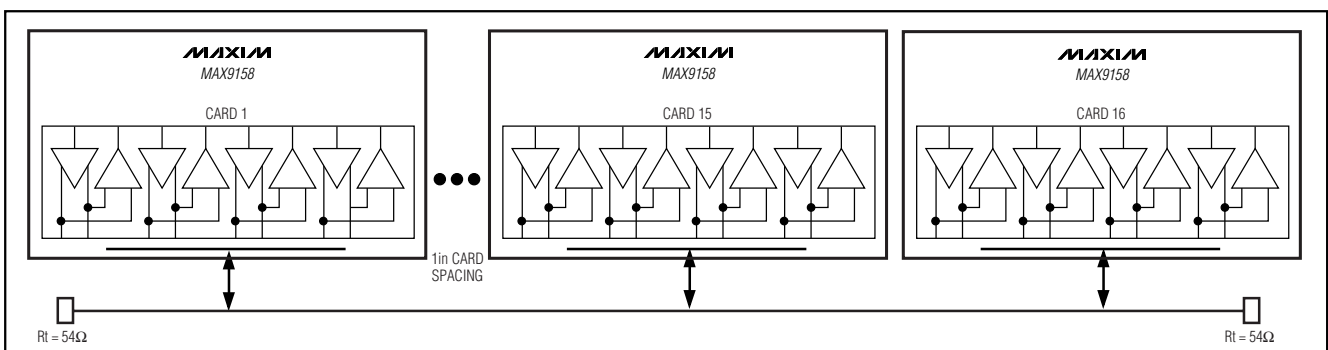 MAXIM
MAX9158
CARD 1
MAXIM
MAX9158
CARD 15
MAXIM
MAX9158
CARD 16
1in CARD
SPACING
Rt = 54Ω
Rt = 54Ω